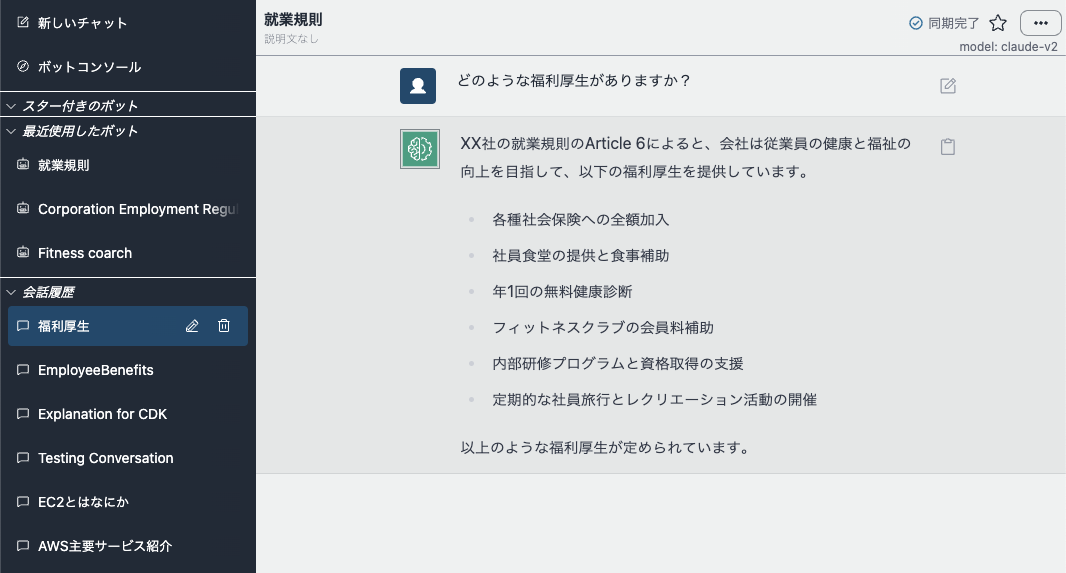 新しいチャット
ボットコンソール
スター付きのボット
最近使用したボット
就業規則
Corporation Employment Regu
Fitness coarch
会話履歴
福利厚生
EmployeeBenefits
Explanation for CDK
Testing Conversation
EC2とはなにか
AWS主要サービス紹介
就業規則
説明文なし
同期完了
model: claude-v2
どのような福利厚生がありますか？
XX社の就業規則のArticle 6によると、会社は従業員の健康と福祉の
向上を目指して、以下の福利厚生を提供しています。
各種社会保険への全額加入
社員食堂の提供と食事補助
年1回の無料健康診断
フィットネスクラブの会員料補助
内部研修プログラムと資格取得の支援
定期的な社員旅行とレクリエーション活動の開催
以上のような福利厚生が定められています。